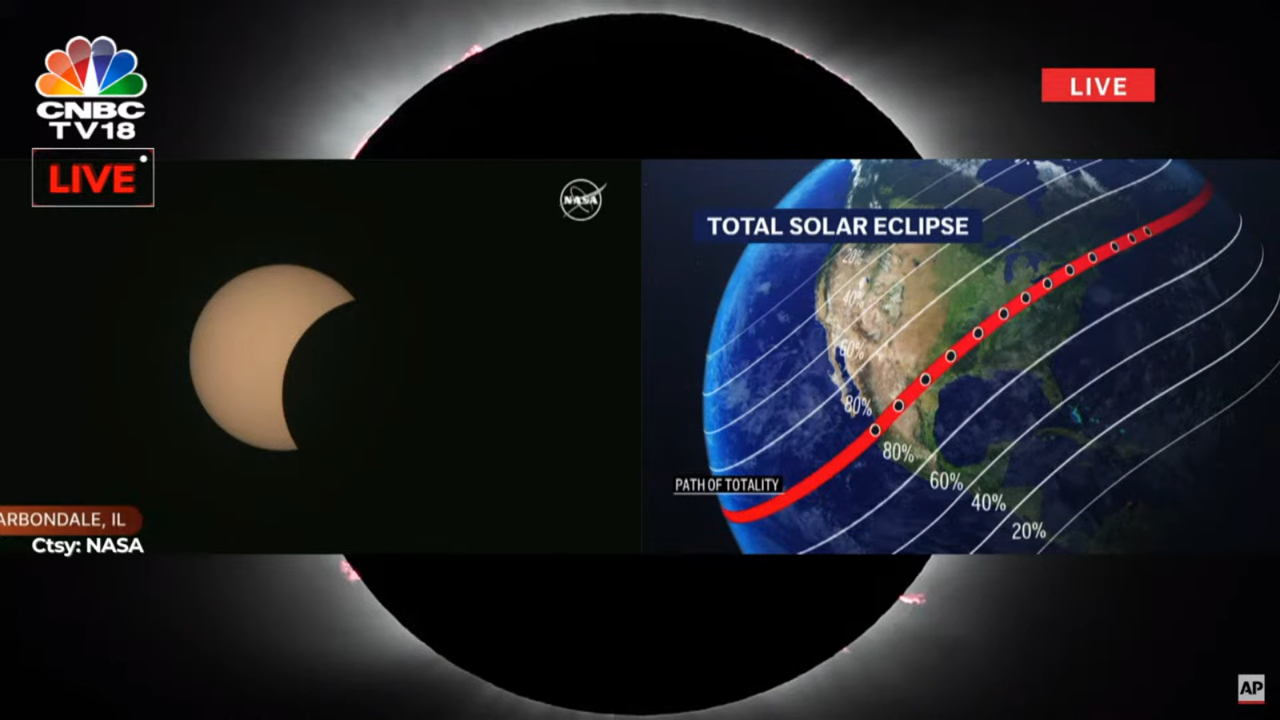 CNBC
TV18
LIVE
LIVE
NASA
TOTAL SOLAR ECLIPSE
20%
40%
60%
80%
80%
60%
40%
20%
PATH OF TOTALITY
ARBONDALE, IL
Ctsy: NASA
AP